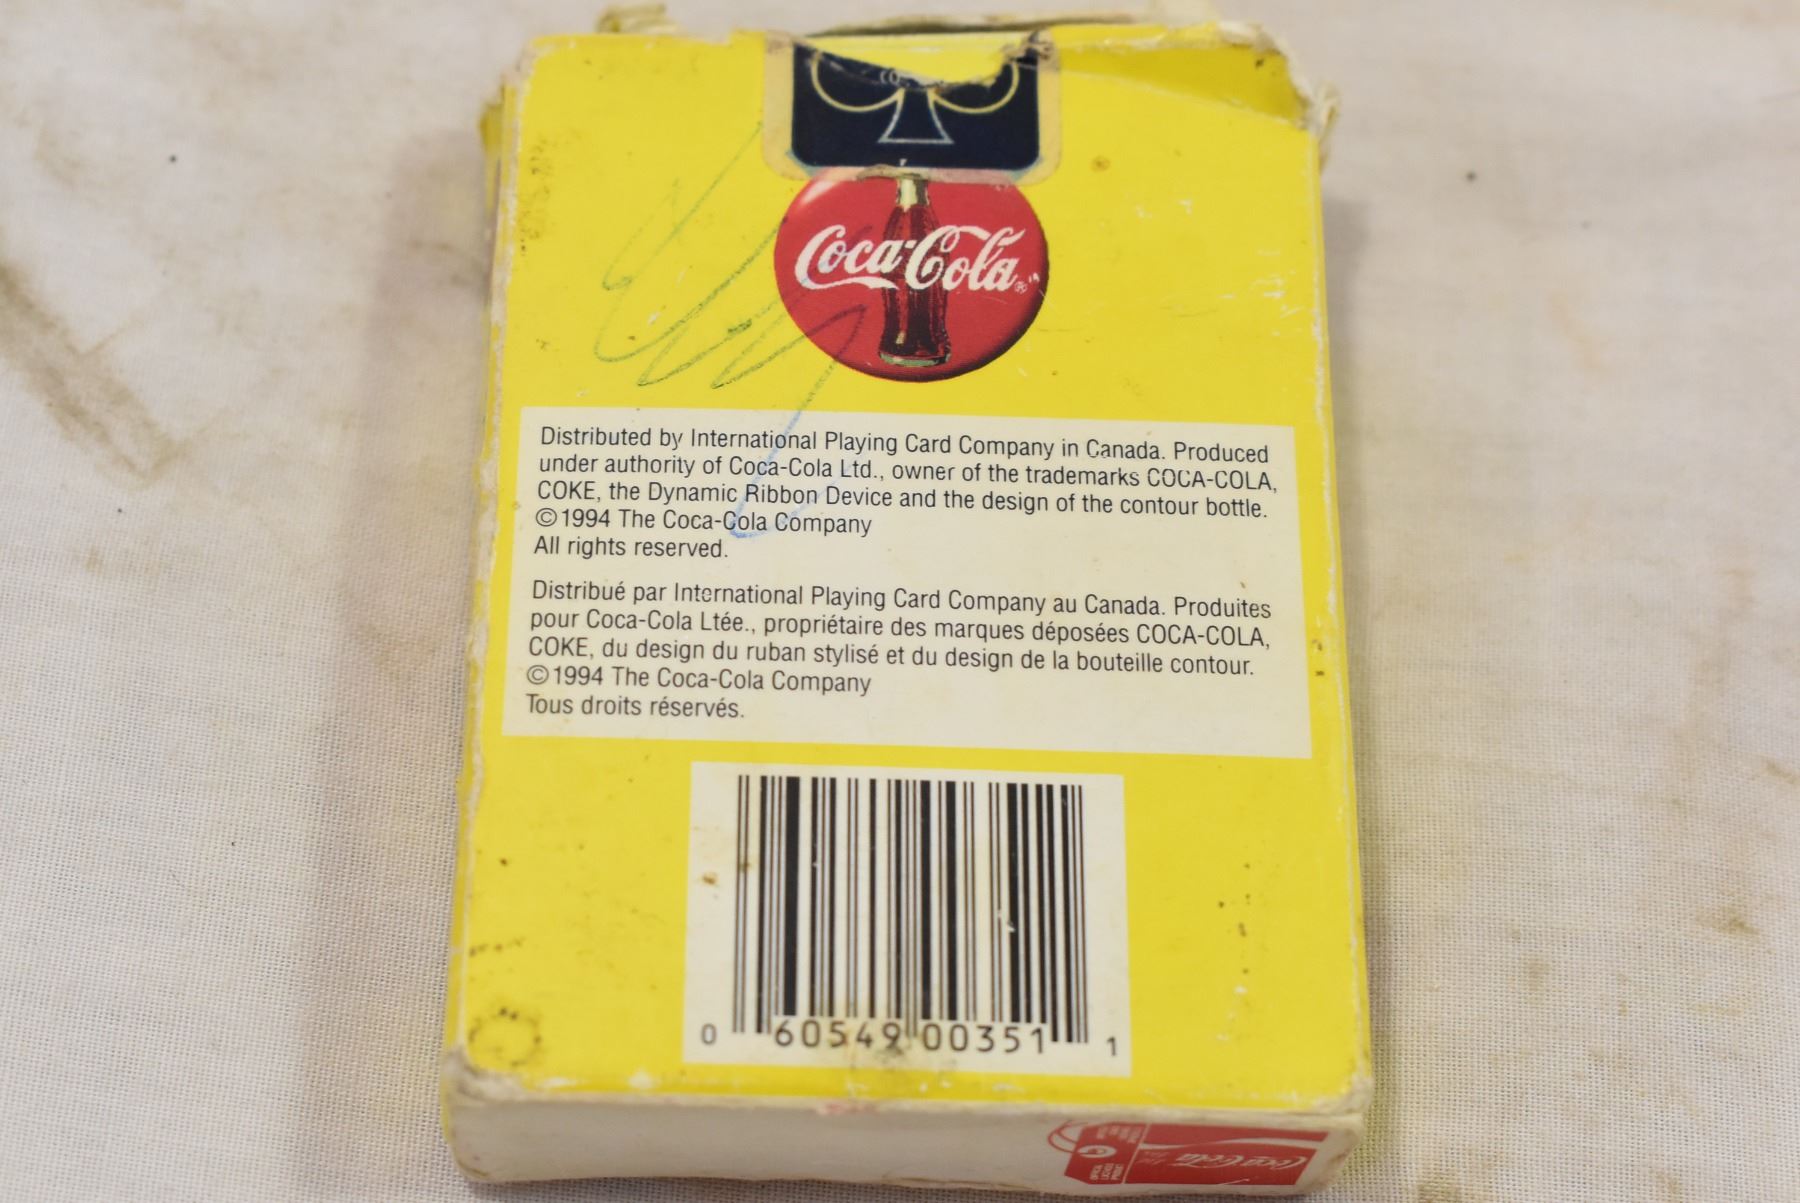 Coca-Cola
Distributed by International Playing Card Company in Canada. Produced
under authority of Coca-Cola Ltd., owner of the trademarks COCA-COLA,
COKE, the Dynamic Ribbon Device and the design of the contour bottle.
©1994 The Coca-Cola Company
All rights reserved.
Distribué par International Playing Card Company au Canada. Produites
pour Coca-Cola Ltée., propriétaire des marques déposées COCA-COLA,
COKE, du design du ruban stylisé et du design de la bouteille contour.
©1994 The Coca-Cola Company
Tous droits réservés.
0 60549 00351 1
Coca-Cola